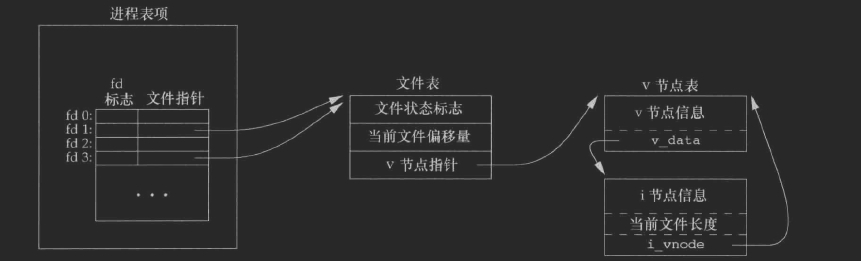 进程表项
fd
标志 文件指针
fd 0:
fd 1:
fd 2:
fd 3:
...
文件表
文件状态标志
当前文件偏移量
v 节点指针
v 节点表
v 节点信息
v_data
i 节点信息
当前文件长度
i_vnode